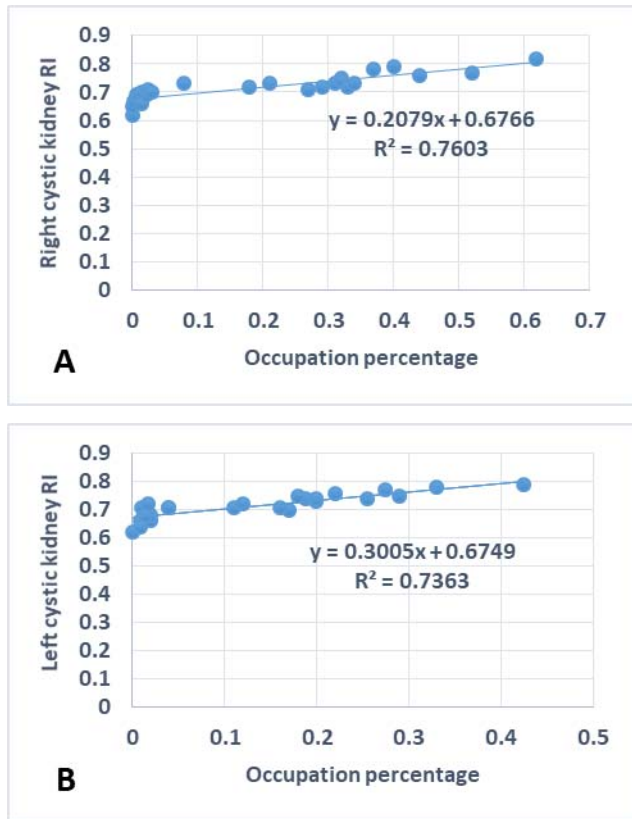 0.9
0.8
0.7
0.6
0.5
0.4
0.3
0.2
0.1
0
Right cystic kidney RI
y = 0.2079x + 0.6766
R² = 0.7603
0 0.1 0.2 0.3 0.4 0.5 0.6 0.7
Occupation percentage
A
0.9
0.8
0.7
0.6
0.5
0.4
0.3
0.2
0.1
0
Left cystic kidney RI
y = 0.3005x + 0.6749
R² = 0.7363
0 0.1 0.2 0.3 0.4 0.5
Occupation percentage
B